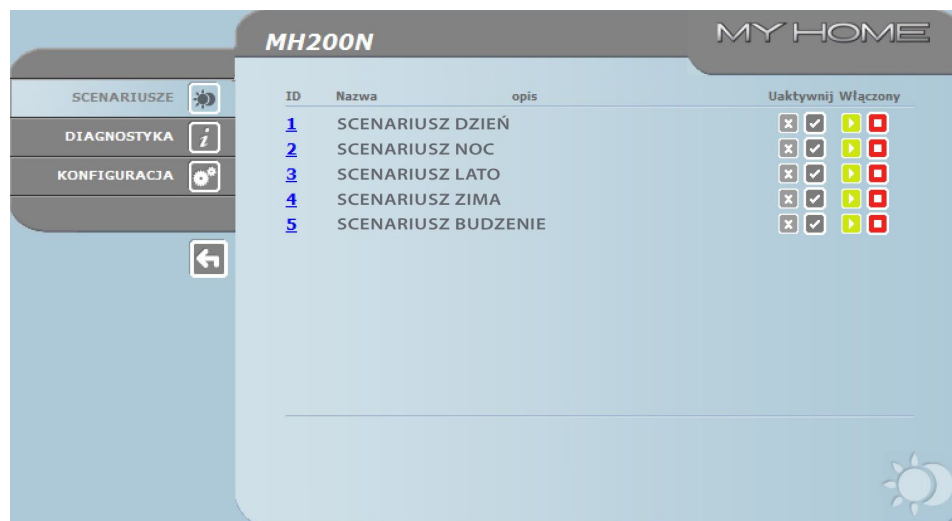 MH200N
MY HOME
SCENARIUSZE
DIAGNOSTYKA
KONFIGURACJA
ID Nazwa opis Uaktywnij Włączony
1 SCENARIUSZ DZIEŃ
2 SCENARIUSZ NOC
3 SCENARIUSZ LATO
4 SCENARIUSZ ZIMA
5 SCENARIUSZ BUDZENIE